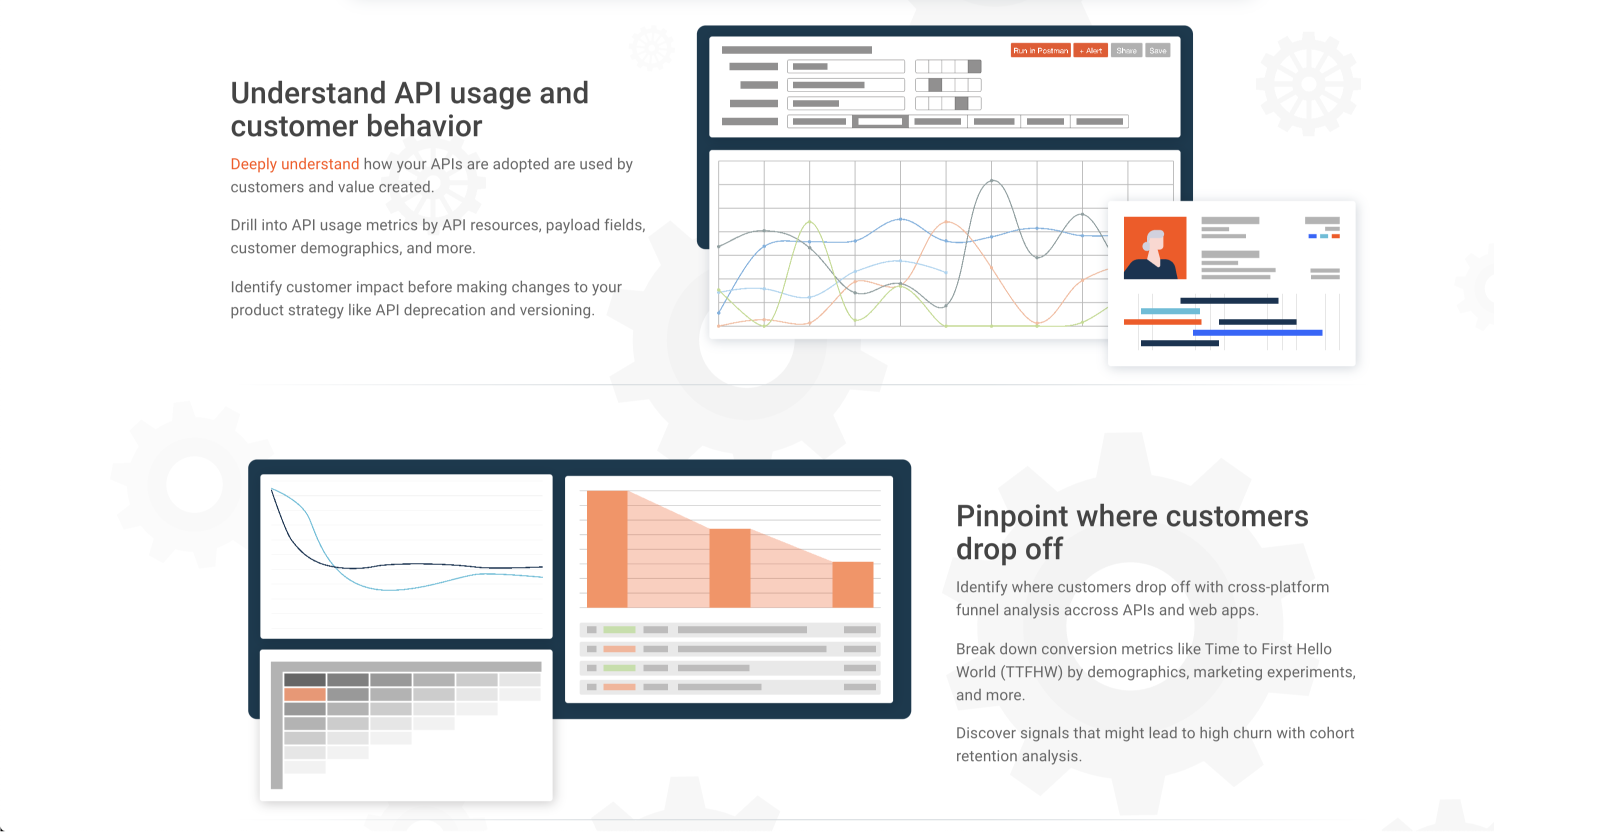 Run in Postman
+ Alert
Share
Save
Understand API usage and
customer behavior
Deeply understand how your APIs are adopted are used by
customers and value created.
Drill into API usage metrics by API resources, payload fields,
customer demographics, and more.
Identify customer impact before making changes to your
product strategy like API deprecation and versioning.
Pinpoint where customers
drop off
Identify where customers drop off with cross-platform
funnel analysis accross APIs and web apps.
Break down conversion metrics like Time to First Hello
World (TTFHW) by demographics, marketing experiments,
and more.
Discover signals that might lead to high churn with cohort
retention analysis.